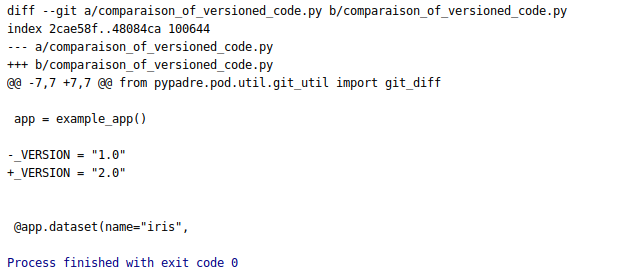 diff --git a/comparaison_of_versioned_code.py b/comparaison_of_versioned_code.py
index 2cae58f..48084ca 100644
--- a/comparaison_of_versioned_code.py
+++ b/comparaison_of_versioned_code.py
@@ -7,7 +7,7 @@ from pypadre.pod.util.git_util import git_diff
 app = example_app()
-_VERSION = "1.0"
+_VERSION = "2.0"
 @app.dataset(name="iris",
Process finished with exit code 0